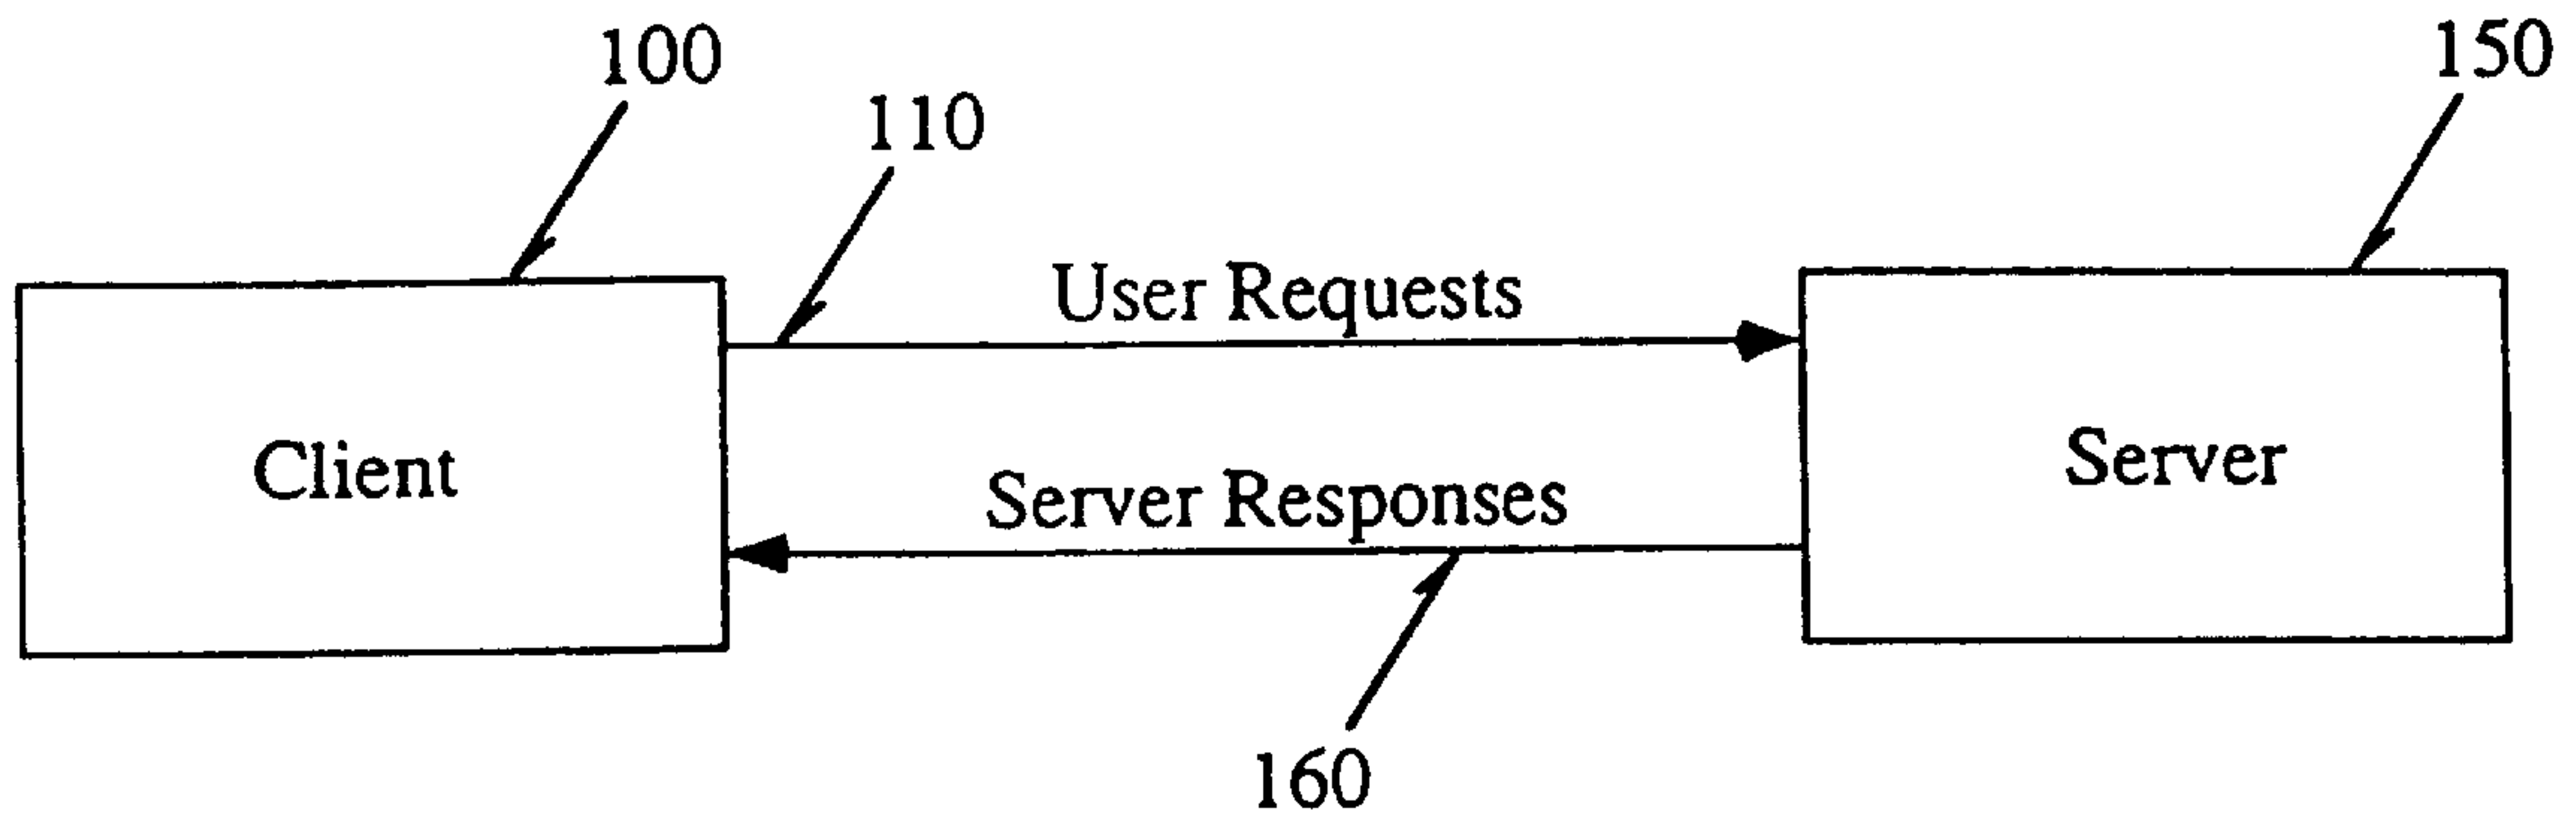 100
150
110
User Requests
Client
Server
Server Responses
160